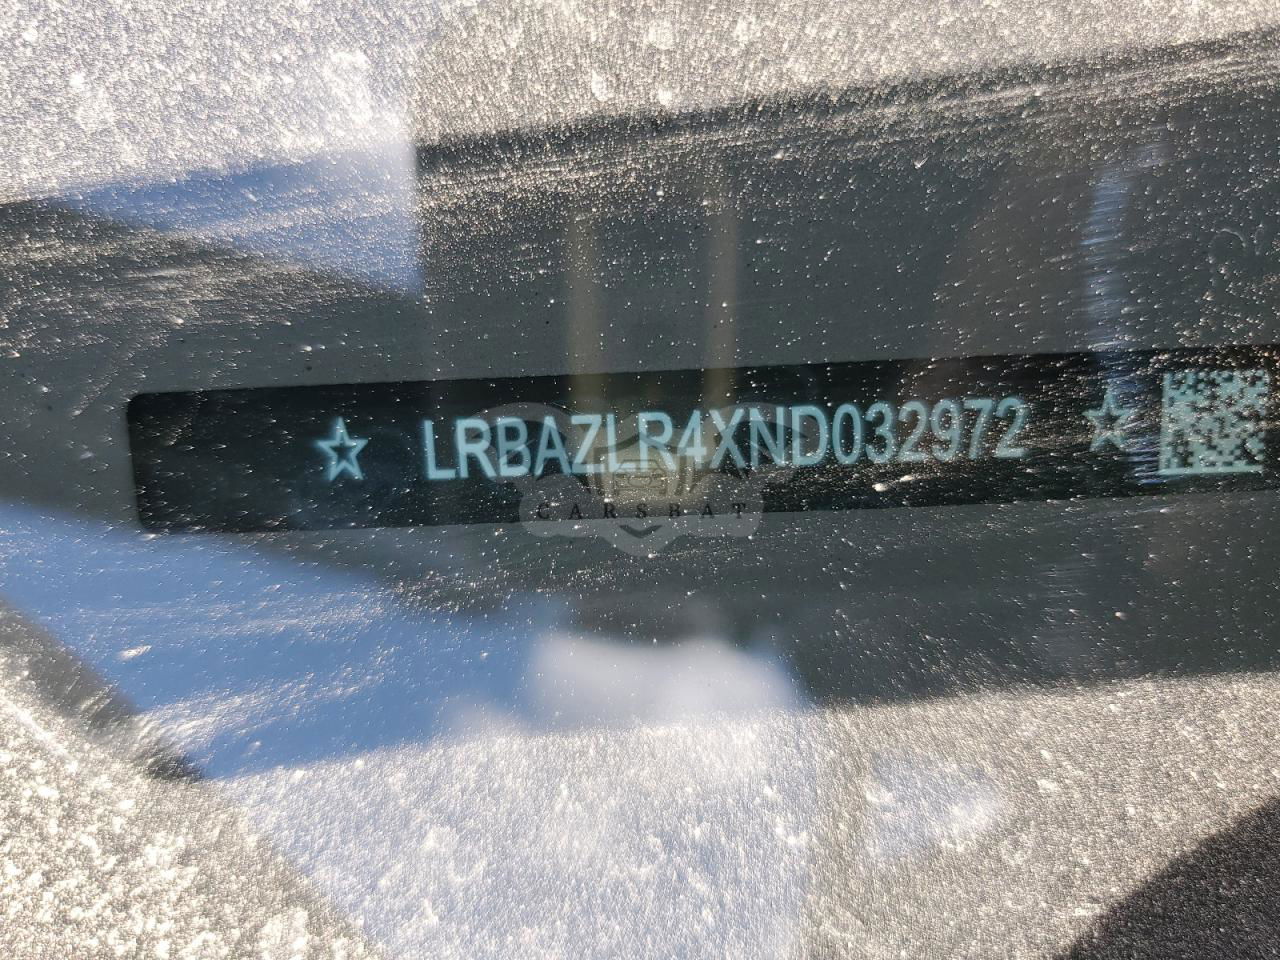 ☆ LRBAZLR4XND032972 ☆
CARSBAT